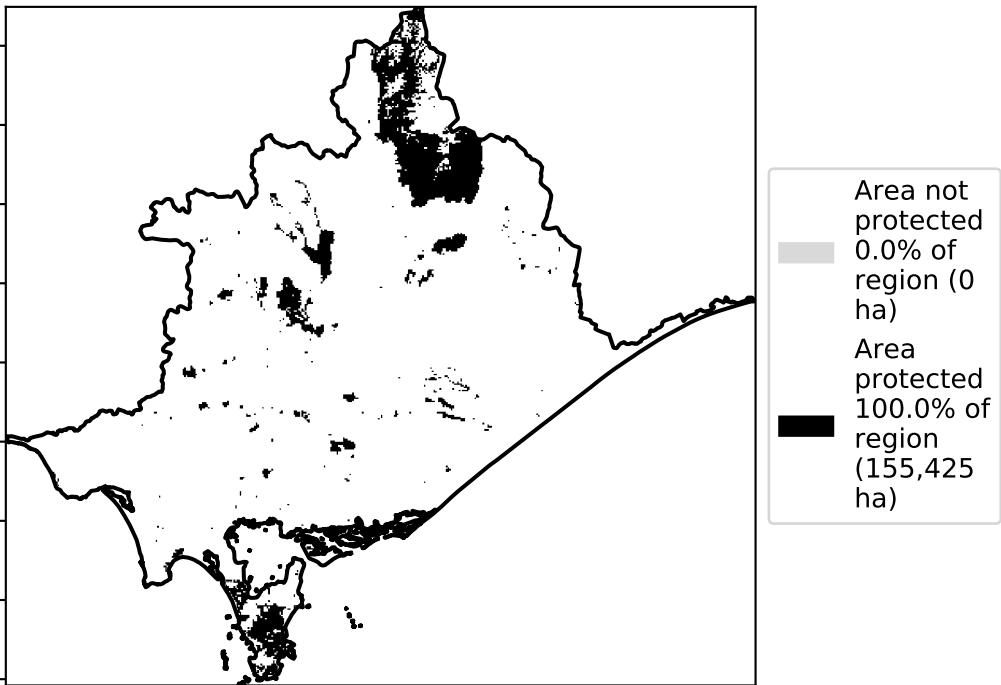 Area not
protected
0.0% of
region (0
ha)
Area
protected
100.0% of
region
(155,425
ha)